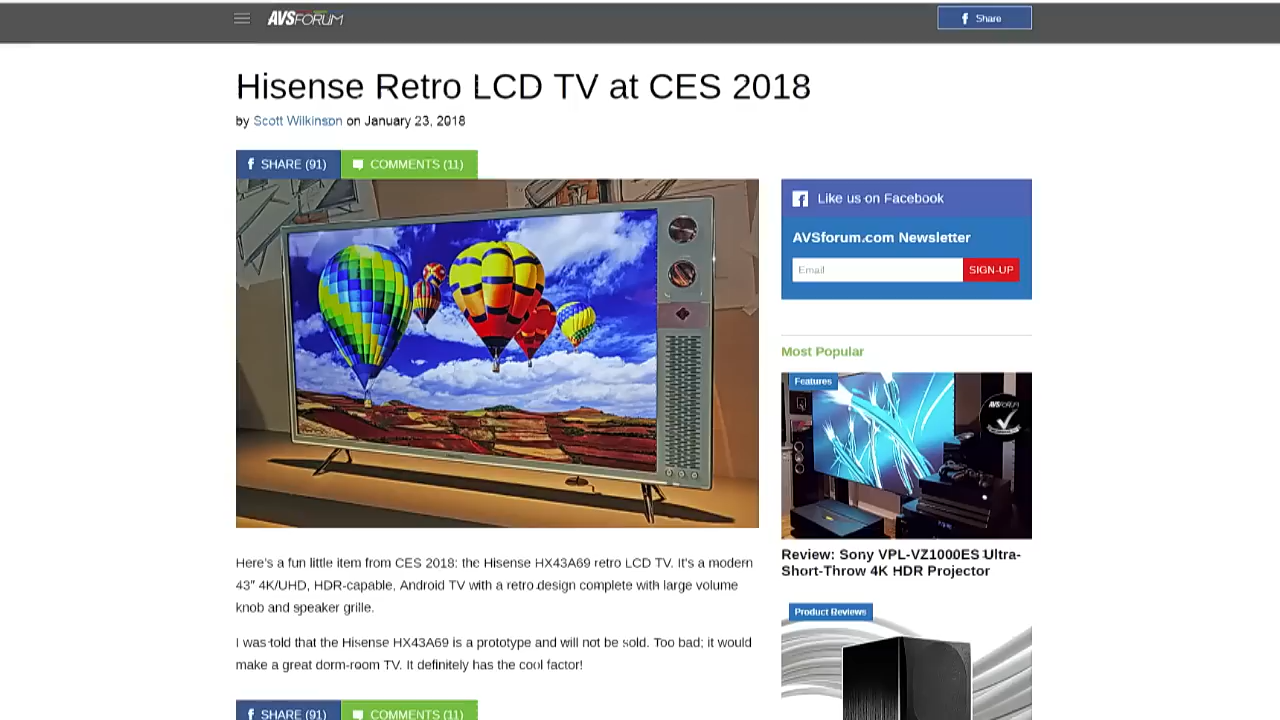 AVSFORUM
Share
Hisense Retro LCD TV at CES 2018
by Scott Wilkinson on January 23, 2018
SHARE (91)
COMMENTS (11)
Here's a fun little item from CES 2018: the Hisense HX43A69 retro LCD TV. It's a modern
43" 4K/UHD, HDR-capable, Android TV with a retro design complete with large volume
knob and speaker grille.
I was told that the Hisense HX43A69 is a prototype and will not be sold. Too bad; it would
make a great dorm-room TV. It definitely has the cool factor!
SHARE (91)
COMMENTS (11)
Like us on Facebook
AVSforum.com Newsletter
Email
SIGN-UP
Most Popular
Features
AVSFORUM
Review: Sony VPL-VZ1000ES Ultra-
Short-Throw 4K HDR Projector
Product Reviews